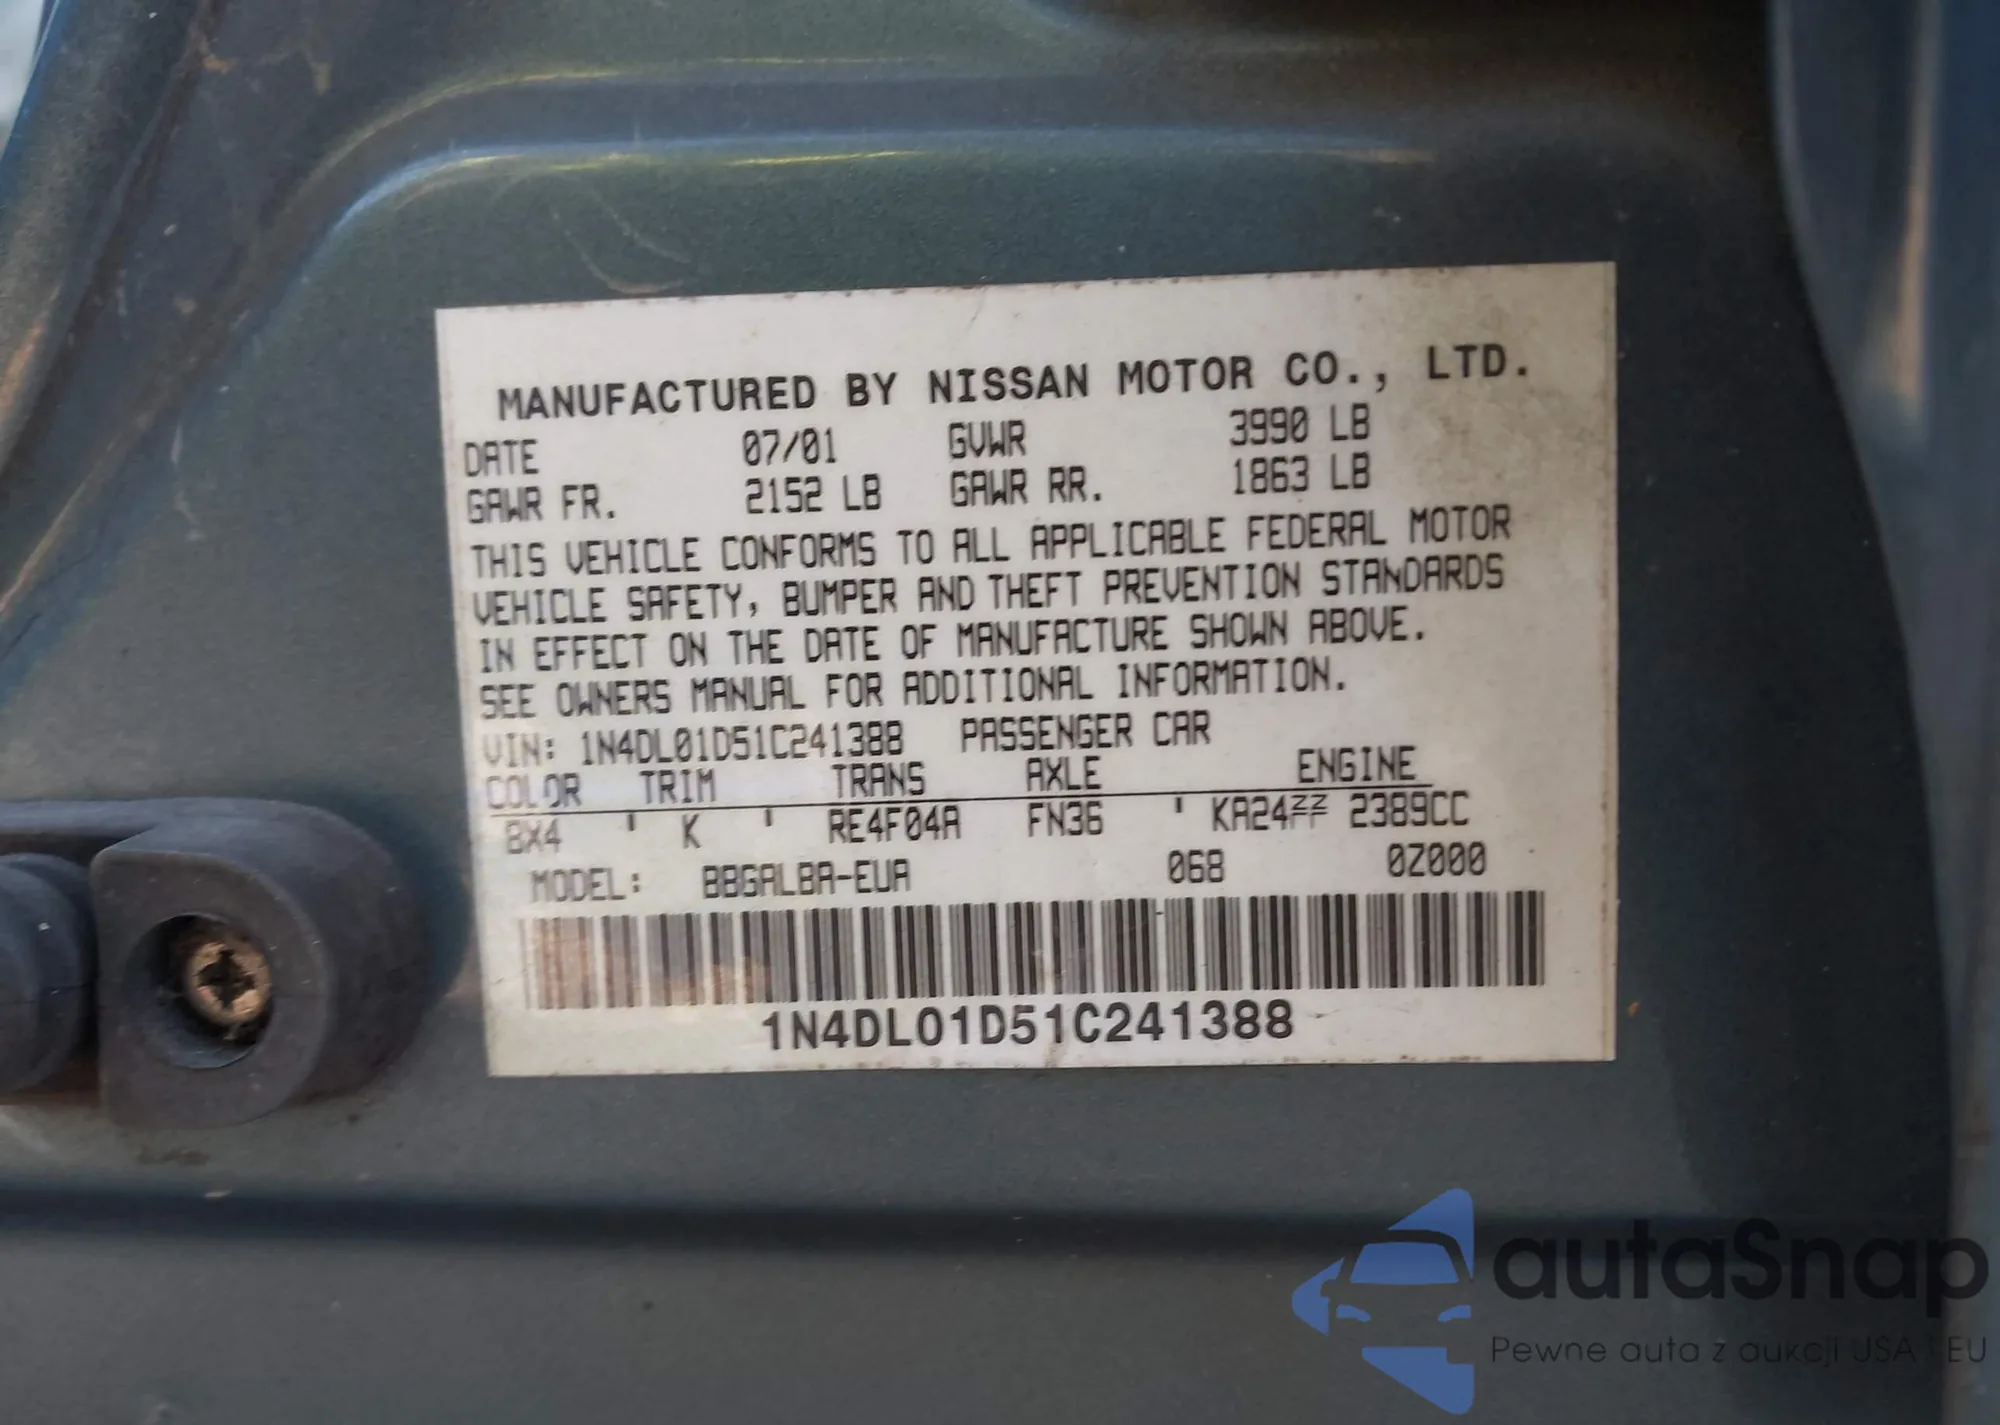 MANUFACTURED BY NISSAN MOTOR CO., LTD.
DATE 07/01 GVWR 3990 LB
GAWR FR. 2152 LB GAWR RR. 1863 LB
THIS VEHICLE CONFORMS TO ALL APPLICABLE FEDERAL MOTOR
VEHICLE SAFETY, BUMPER AND THEFT PREVENTION STANDARDS
IN EFFECT ON THE DATE OF MANUFACTURE SHOWN ABOVE.
SEE OWNERS MANUAL FOR ADDITIONAL INFORMATION.
VIN: 1N4DL01D51C241388 PASSENGER CAR
COLOR TRIM TRANS AXLE ENGINE
8X4 ' K ' RE4F04A FN36 ' 2389CC
MODEL: BBGALBA-EUA 068 0Z000
1N4DL01D51C241388
autaSnap
Pewne auta z aukcji USA i EU